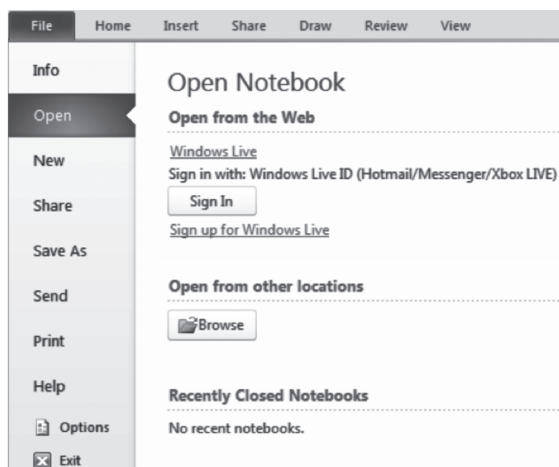 File Home Insert Share Draw Review View
Info
Open
New
Share
Save As
Send
Print
Help
Options
Exit
Open Notebook
Open from the Web
Windows Live
Sign in with: Windows Live ID (Hotmail/Messenger/Xbox LIVE)
Sign In
Sign up for Windows Live
Open from other locations
Browse
Recently Closed Notebooks
No recent notebooks.